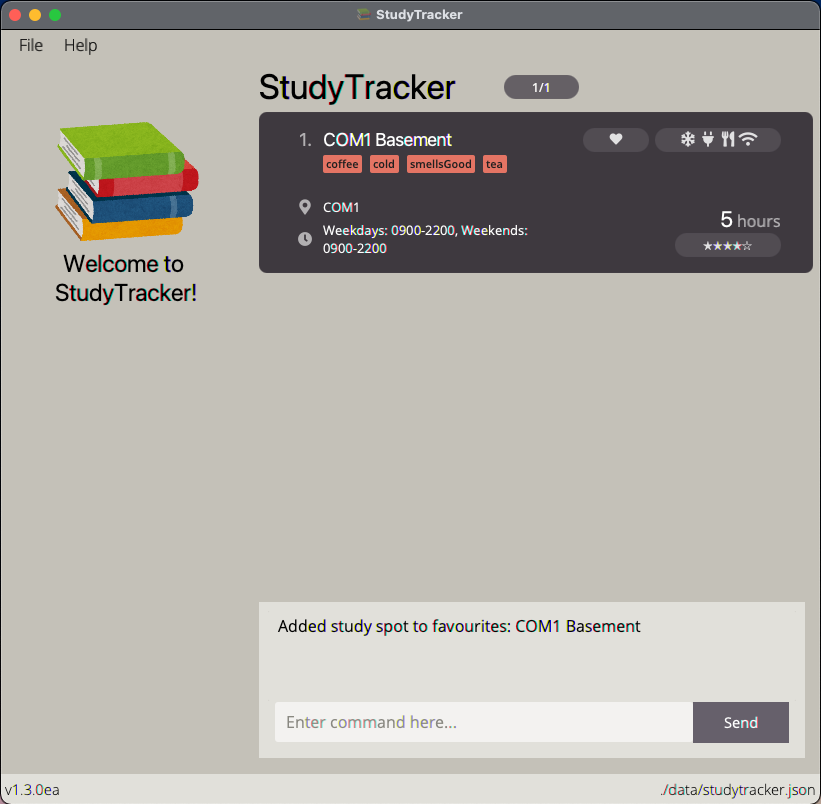 StudyTracker
File Help
StudyTracker
1/1
1. COM1 Basement
coffee cold smellsGood tea
COM1
Weekdays: 0900-2200, Weekends:
0900-2200
5 hours
★★★★☆
Welcome to
StudyTracker!
Added study spot to favourites: COM1 Basement
Enter command here...
Send
v1.3.0ea
./data/studytracker.json